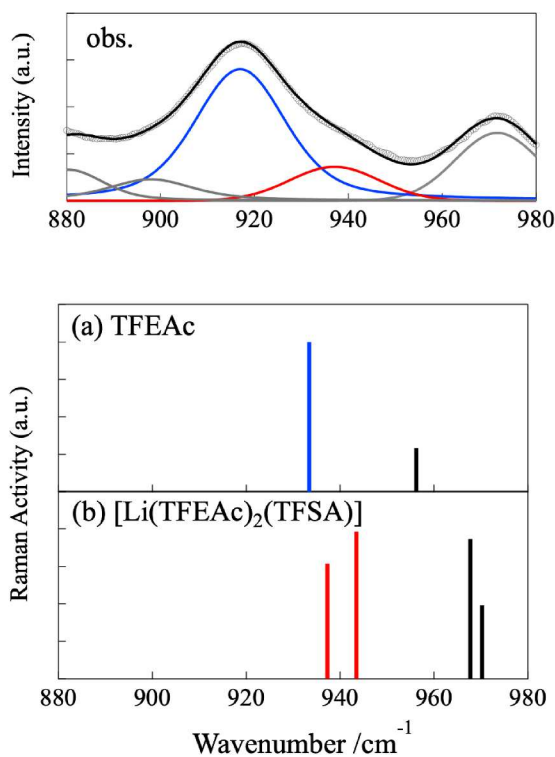 obs.
Intensity (a.u.)
880 900 920 940 960 980
(a) TFEAc
(b) [Li(TFEAc)₂(TFSA)]
Raman Activity (a.u.)
880 900 920 940 960 980
Wavenumber /cm⁻¹